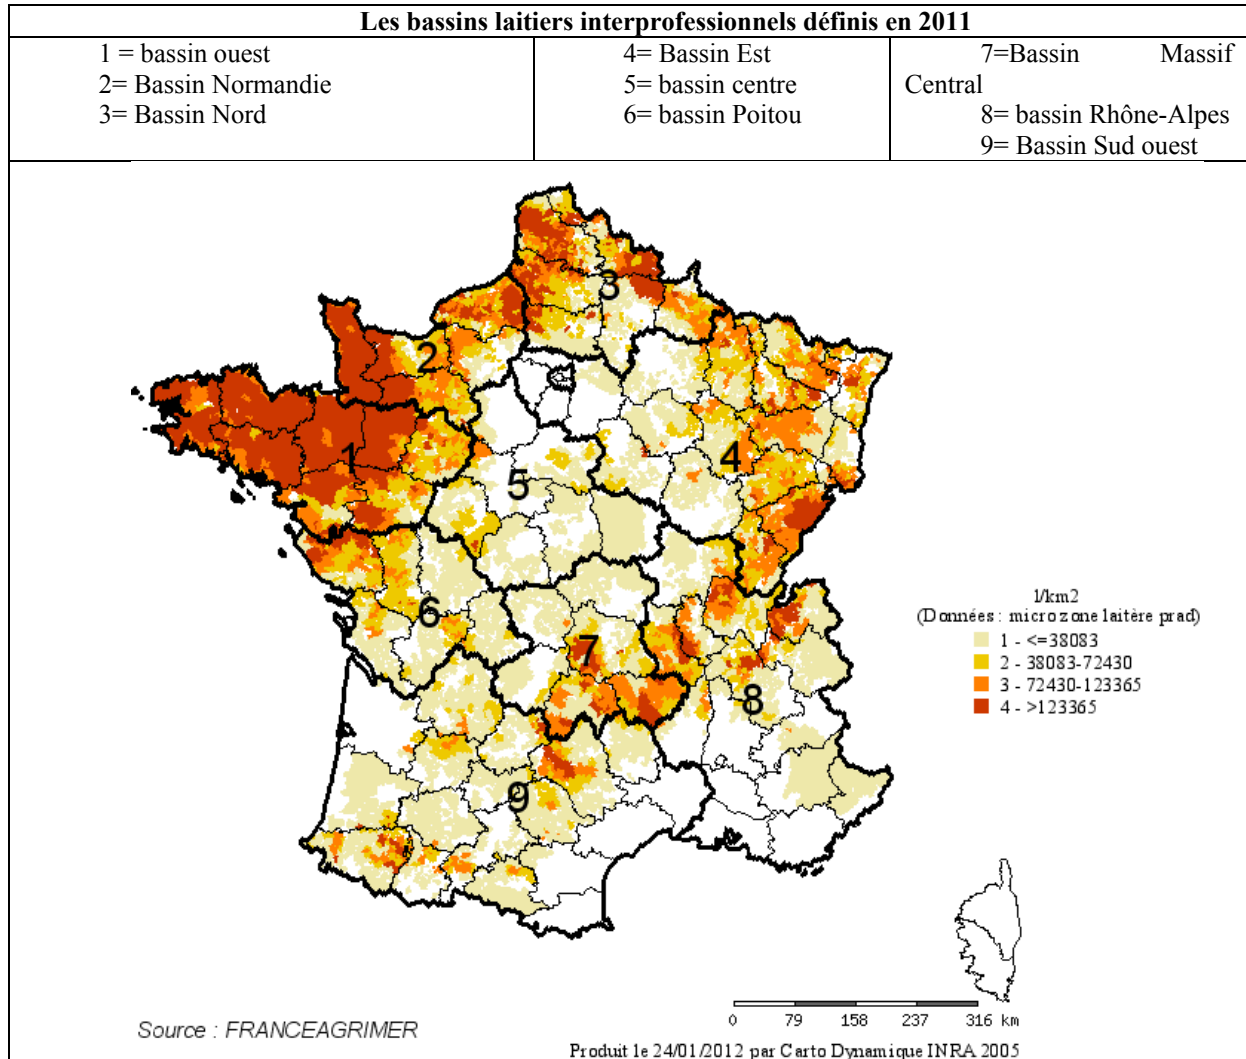 Les bassins laitiers interprofessionnels définis en 2011
1 = bassin ouest
2= Bassin Normandie
3= Bassin Nord
4= Bassin Est
5= bassin centre
6= bassin Poitou
7=Bassin Massif
Central
8= bassin Rhône-Alpes
9= Bassin Sud ouest
3
2
1
4
5
6
7
8
9
l/km2
(Données : microzone laitère prad)
1 - <=38083
2 - 38083-72430
3 - 72430-123365
4 - >123365
0 79 158 237 316 km
Source : FRANCEAGRIMER
Produit le 24/01/2012 par Carto Dynamique INRA 2005